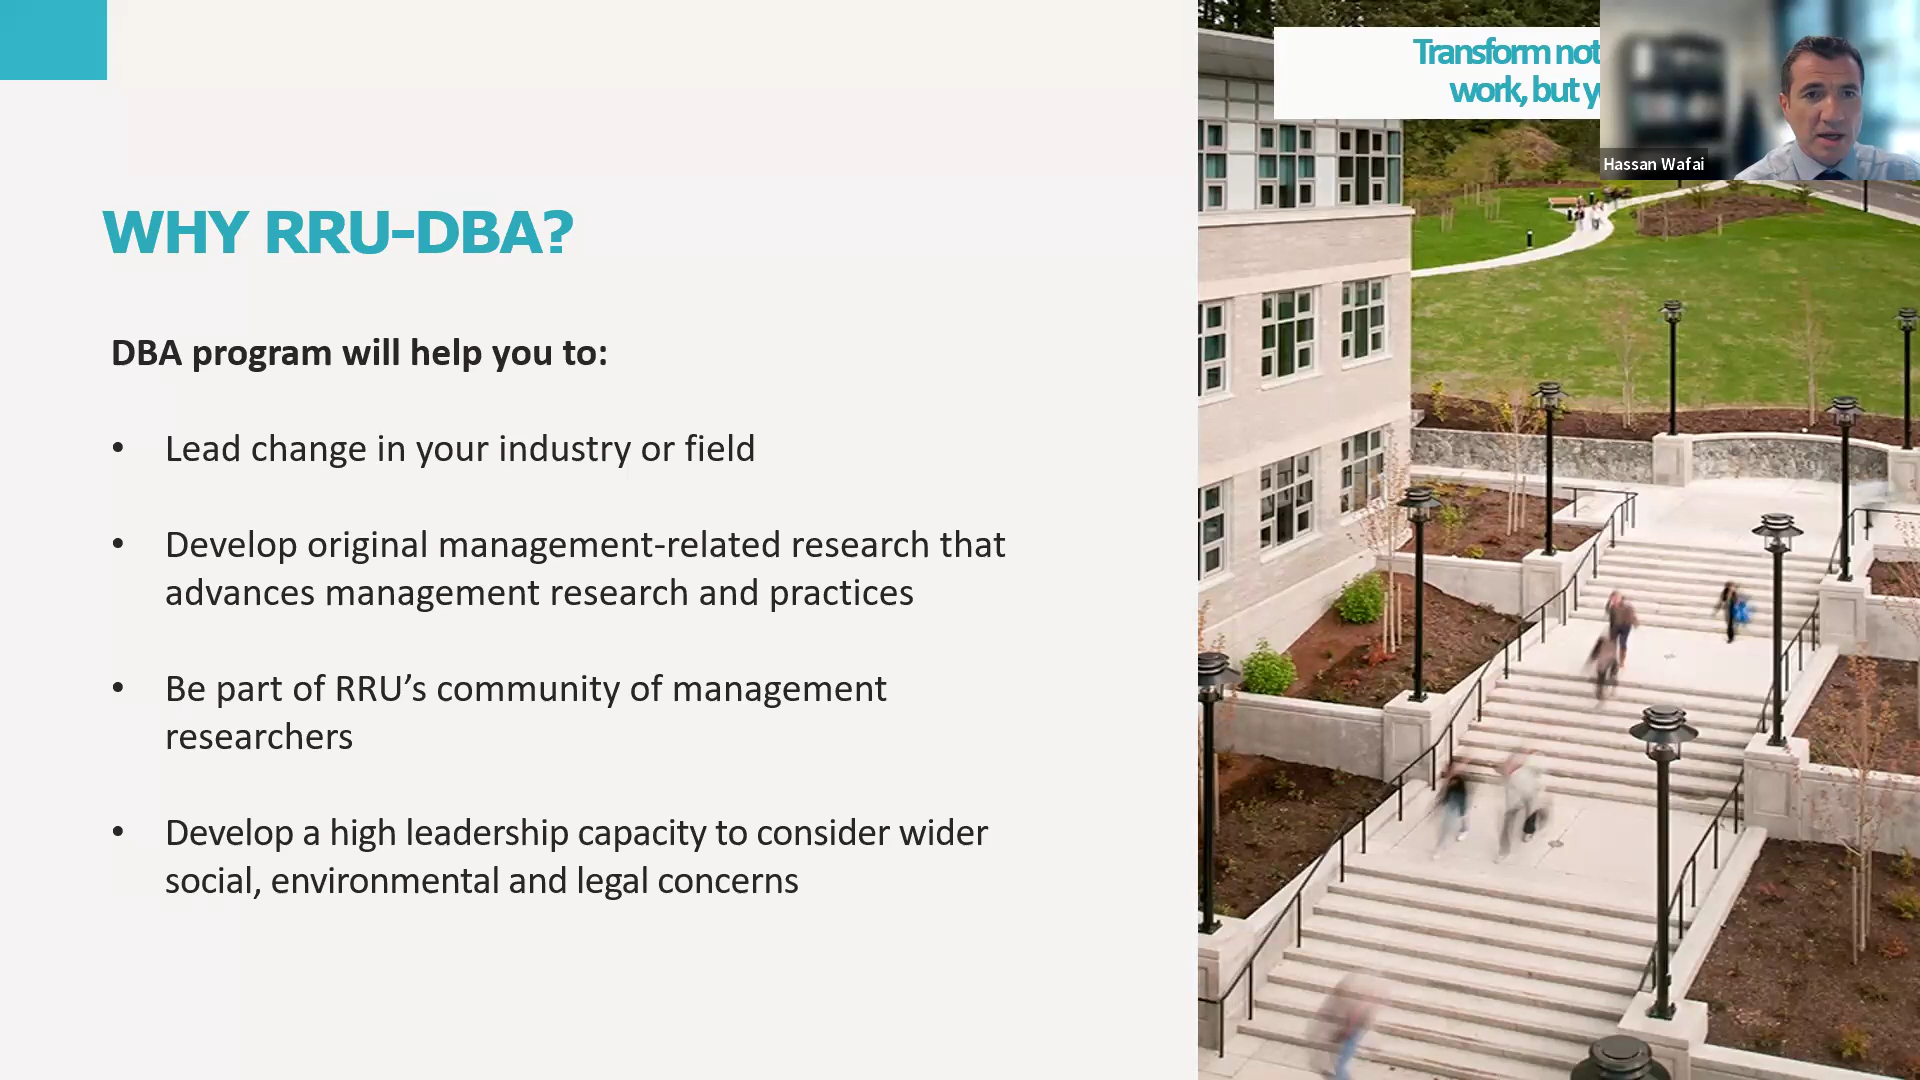 Transform not
work, but y
Hassan Wafai
WHY RRU-DBA?
DBA program will help you to:
• Lead change in your industry or field
• Develop original management-related research that
advances management research and practices
• Be part of RRU’s community of management
researchers
• Develop a high leadership capacity to consider wider
social, environmental and legal concerns